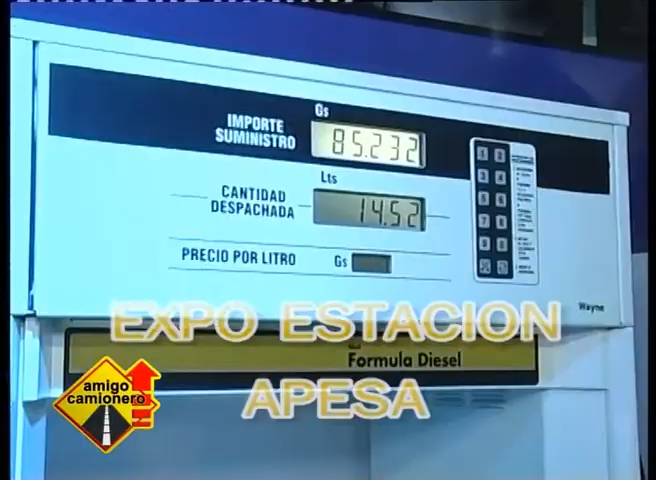 Gs
IMPORTE
SUMINISTRO
85.232
Lts
CANTIDAD
DESPACHADA
14.52
PRECIO POR LITRO
Gs
1 2
3 4
5 6
7 8
9 0
Wayne
EXPO ESTACION
Formula Diesel
APESA
amigo
camionero